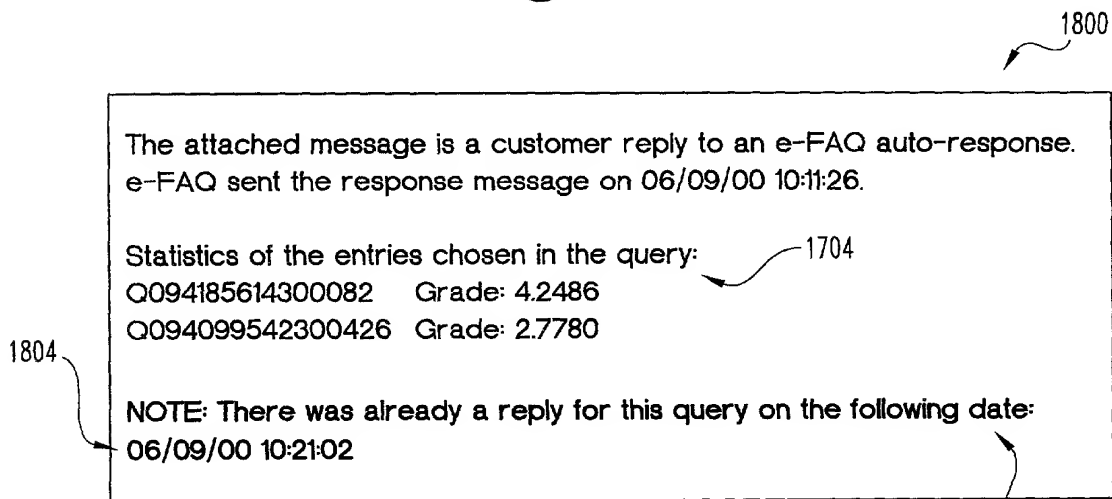 1800
The attached message is a customer reply to an e-FAQ auto-response.
e-FAQ sent the response message on 06/09/00 10:11:26.
Statistics of the entries chosen in the query:
1704
Q094185614300082 Grade: 4.2486
Q094099542300426 Grade: 2.7780
1804
NOTE: There was already a reply for this query on the following date:
06/09/00 10:21:02